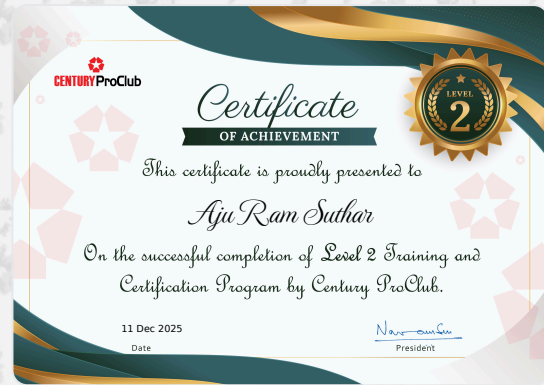 CENTURY ProClub
LEVEL
2
Certificate
OF ACHIEVEMENT
This certificate is proudly presented to
Aju Ram Suthar
On the successful completion of Level 2 Training and
Certification Program by Century ProClub.
11 Dec 2025
Date
President